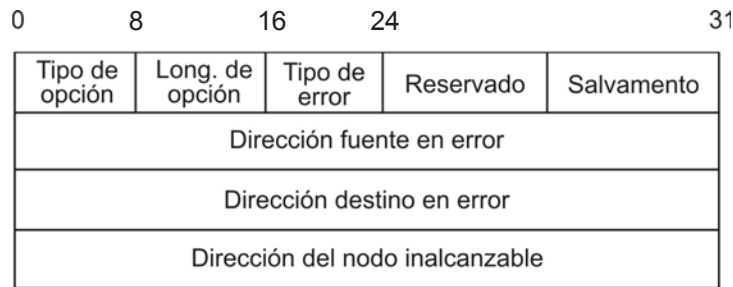 0 8 16 24 31
Tipo de opción Long. de opción Tipo de error Reservado Salvamento
Dirección fuente en error
Dirección destino en error
Dirección del nodo inalcanzable